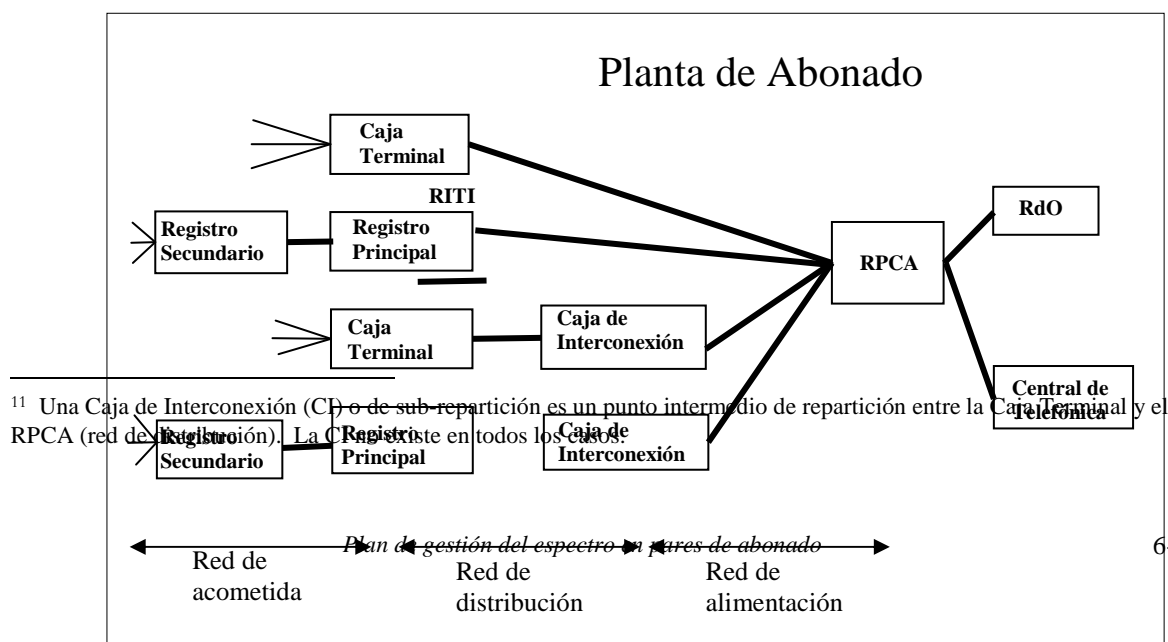 Planta de Abonado
Caja
Terminal
RITI
Registro
Secundario
Registro
Principal
RPCA
RdO
Caja
Terminal
Caja de
Interconexión
Central de
Telefónica
11 Una Caja de Interconexión (CI) o de sub-repartición es un punto intermedio de repartición entre la Caja Terminal y el
RPCA (red de distribución). La CI no existe en todos los casos.
Registro
Secundario
Registro
Principal
Caja de
Interconexión
Plan de gestión del espectro en pares de abonado
6-
Red de
acometida
Red de
distribución
Red de
alimentación